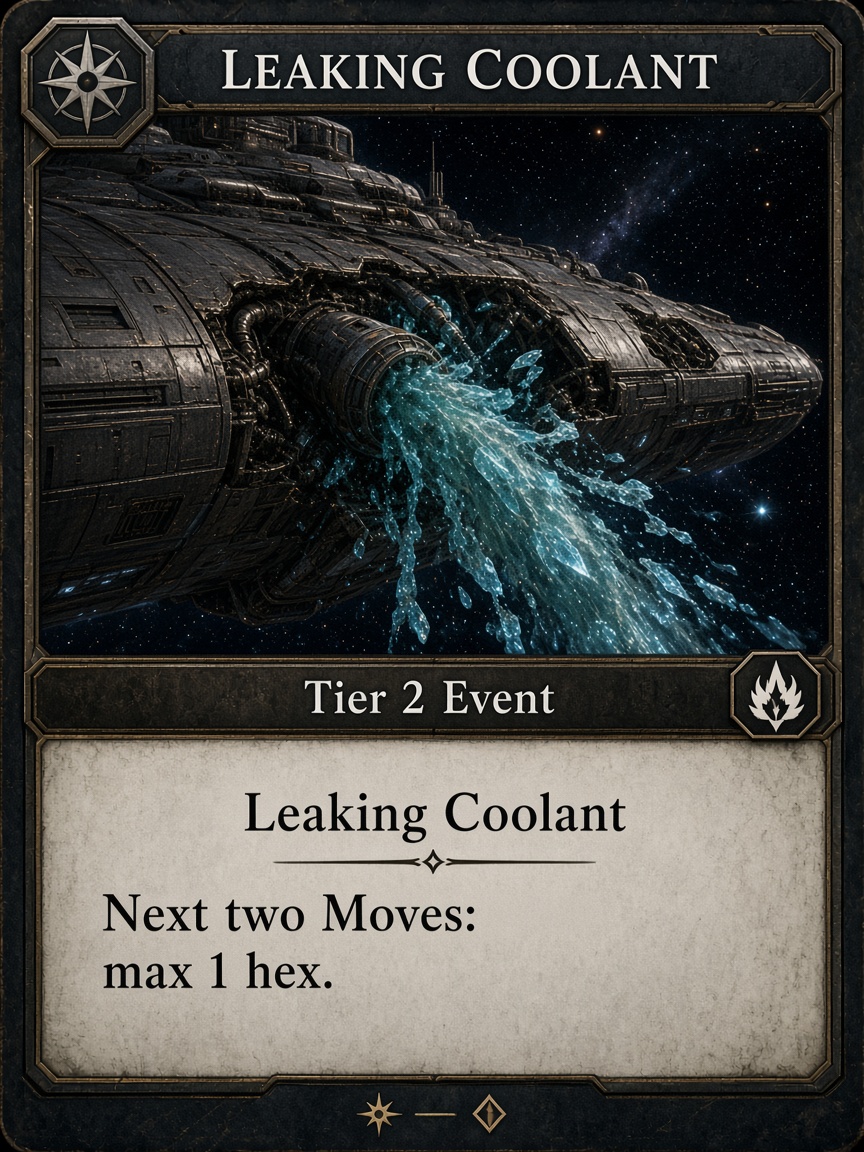 LEAKING COOLANT
Tier 2 Event
Leaking Coolant
Next two Moves:
max 1 hex.